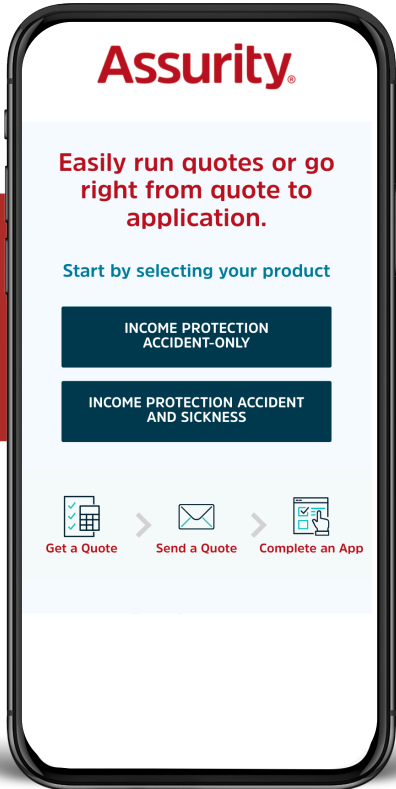 Assurity®
Easily run quotes or go
right from quote to
application.
Start by selecting your product
INCOME PROTECTION
ACCIDENT-ONLY
INCOME PROTECTION ACCIDENT
AND SICKNESS
Get a Quote
Send a Quote
Complete an App